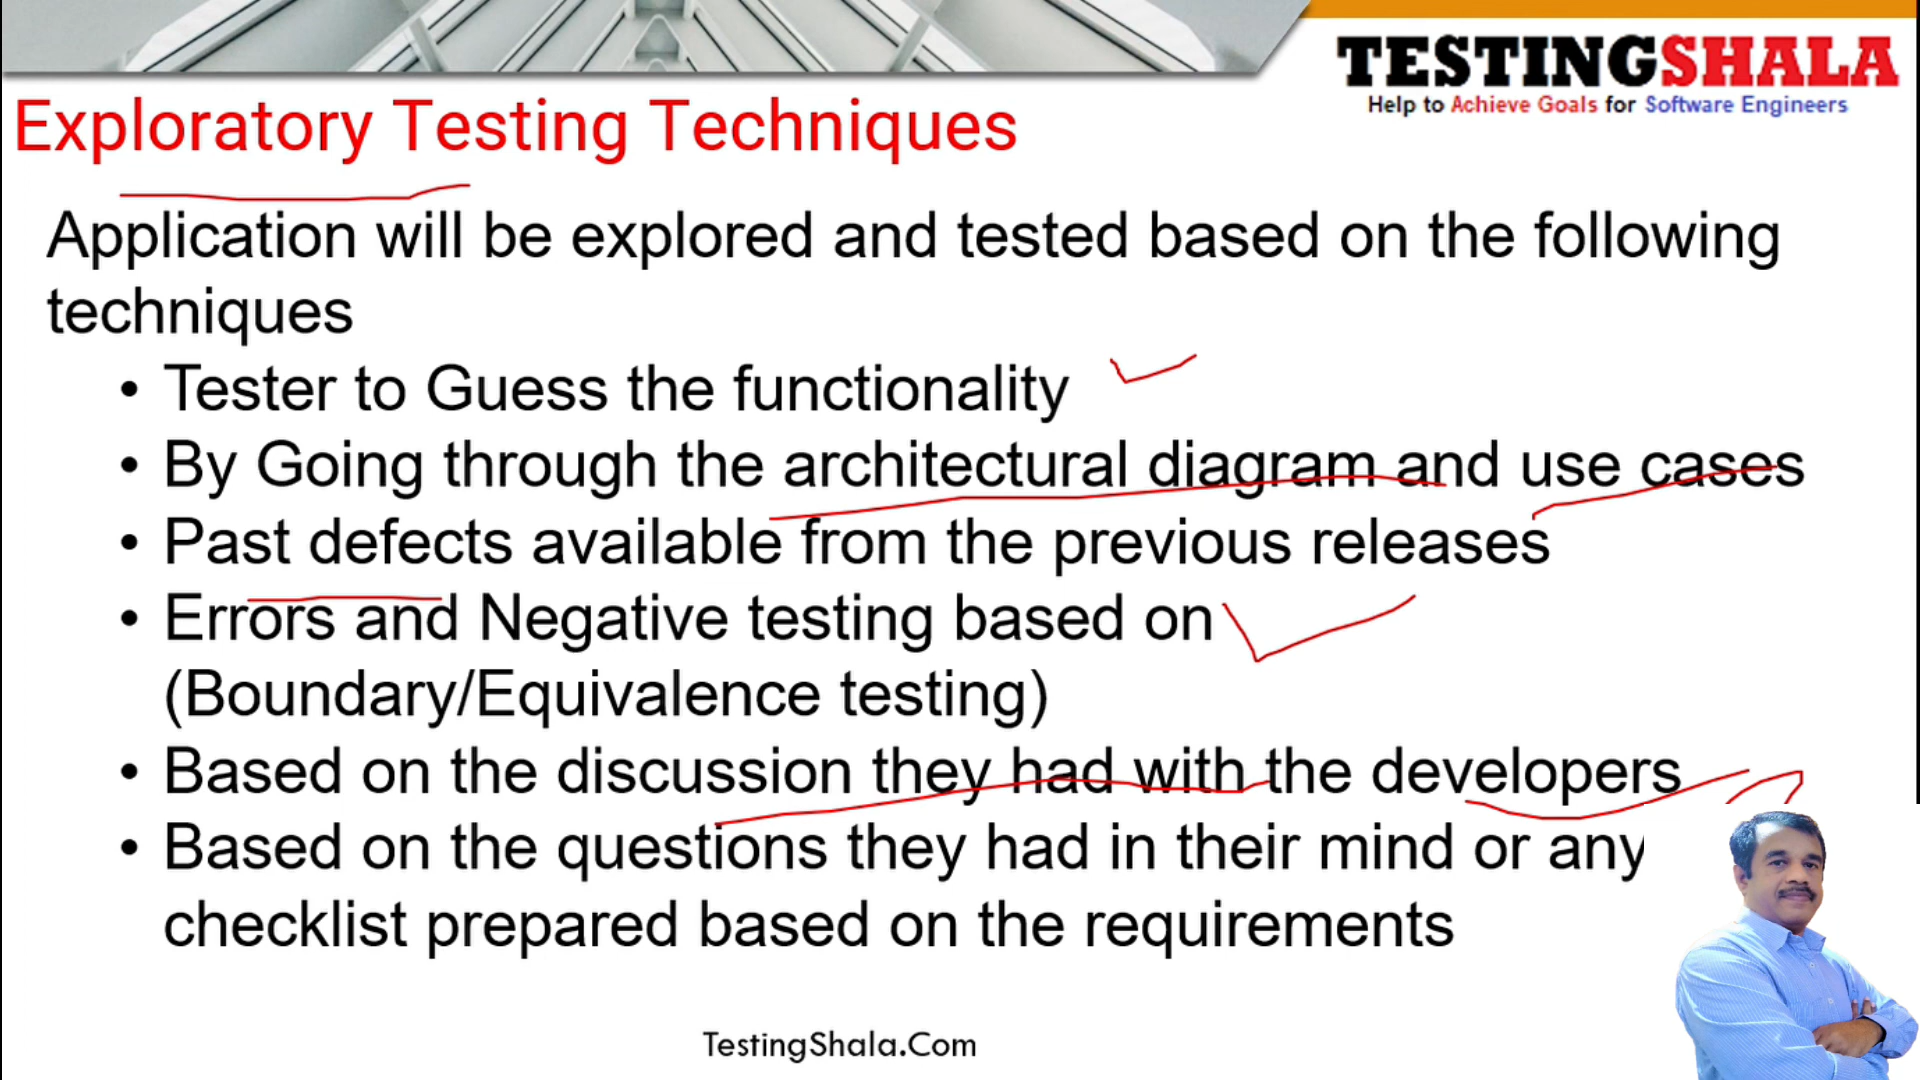 TESTINGSHALA
Help to Achieve Goals for Software Engineers
Exploratory Testing Techniques
Application will be explored and tested based on the following
techniques
• Tester to Guess the functionality
• By Going through the architectural diagram and use cases
• Past defects available from the previous releases
• Errors and Negative testing based on
(Boundary/Equivalence testing)
• Based on the discussion they had with the developers
• Based on the questions they had in their mind or any
checklist prepared based on the requirements
TestingShala.Com